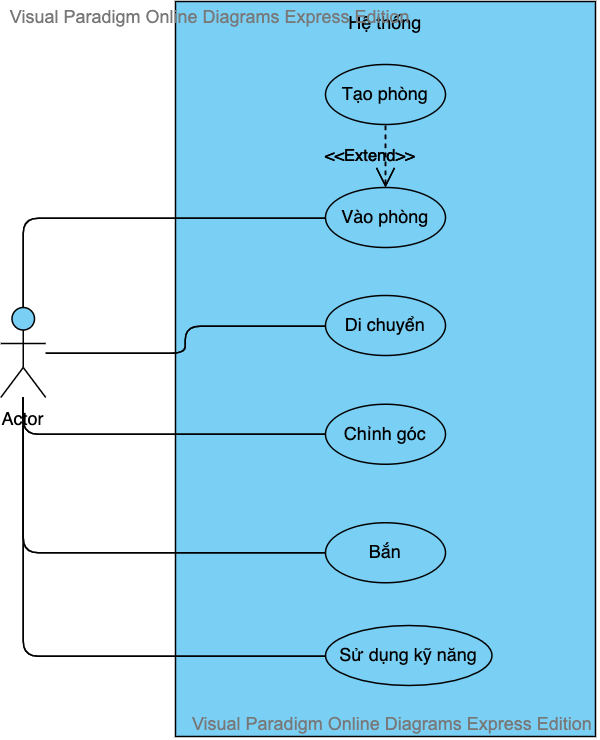 Visual Paradigm Online Diagrams Express Edition
Hệ thống
Tạo phòng
<<Extend>>
Vào phòng
Di chuyển
Actor
Chỉnh góc
Bắn
Sử dụng kỹ năng
Visual Paradigm Online Diagrams Express Edition